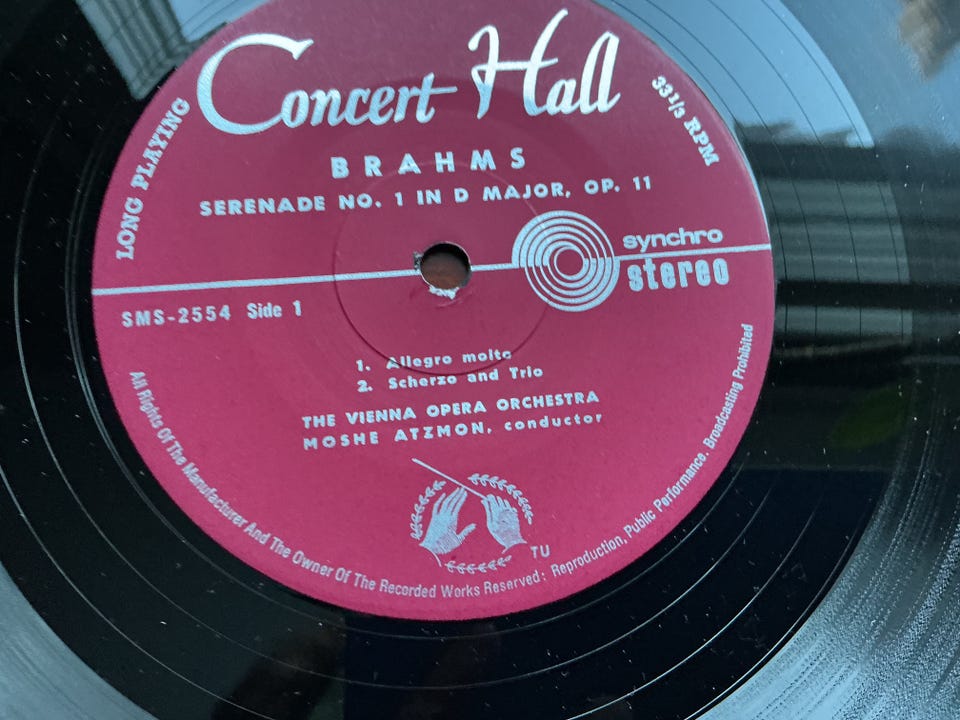 Concert Hall
LONG PLAYING
33 1/3 RPM
BRAHMS
SERENADE NO. 1 IN D MAJOR, OP. 11
synchro
stereo
SMS-2554 Side 1
1. Allegro molto
2. Scherzo and Trio
THE VIENNA OPERA ORCHESTRA
MOSHE ATZMON, conductor
TU
All Rights Of The Manufacturer And The Owner Of The Recorded Works Reserved: Reproduction, Public Performance. Broadcasting Prohibited